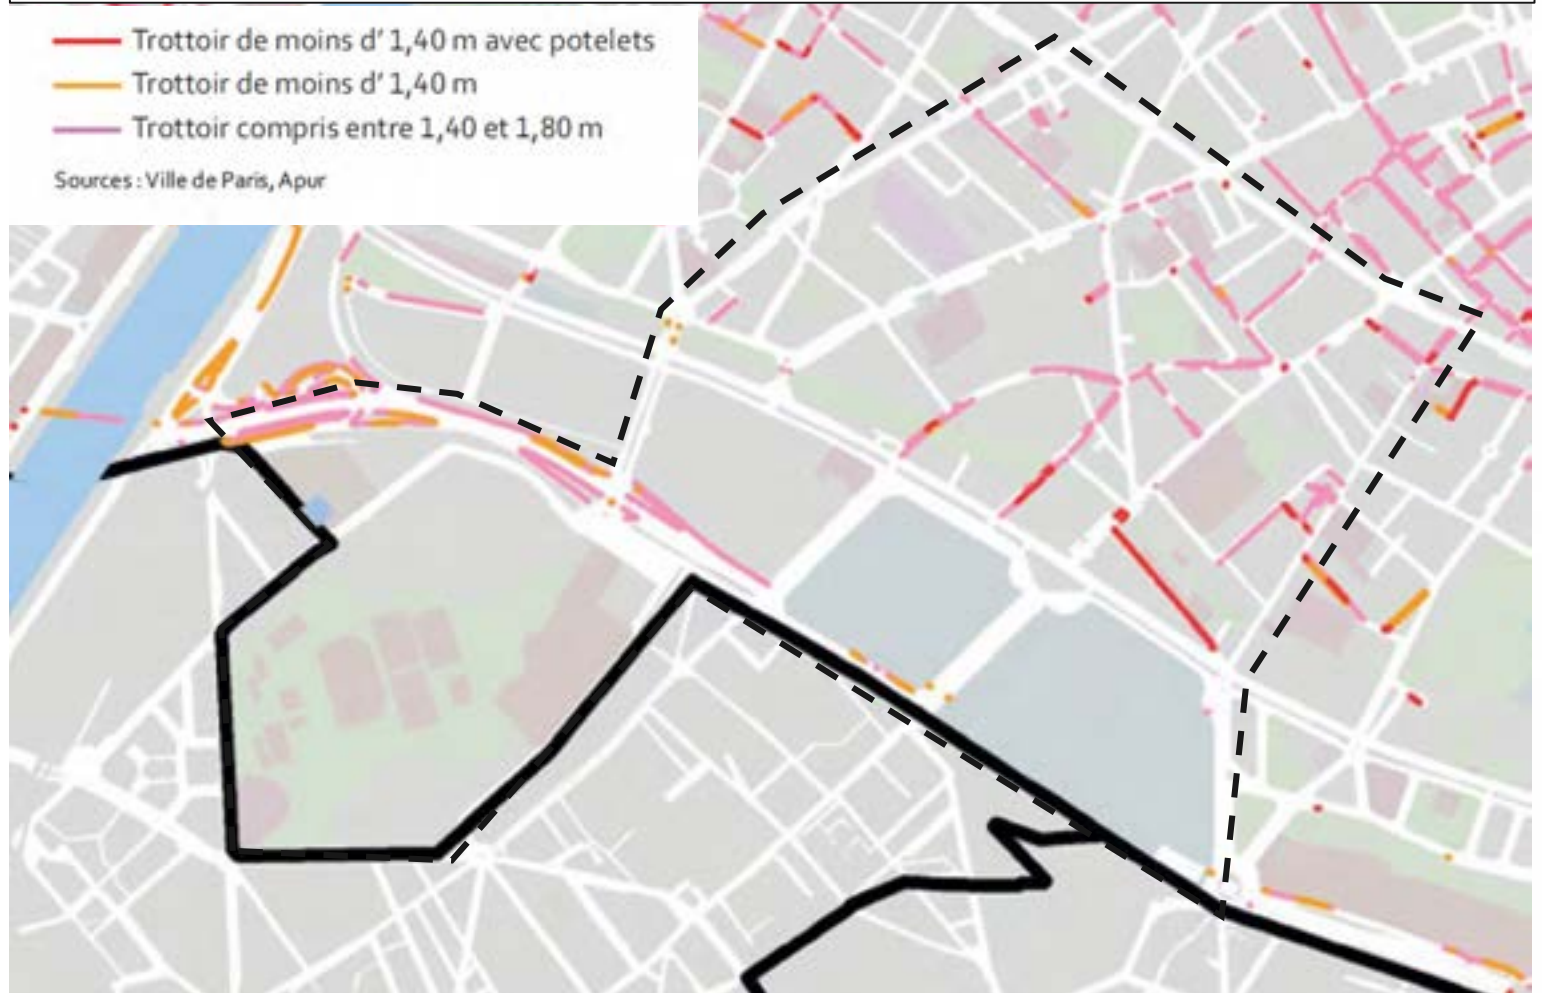 Trottoir de moins d' 1,40 m avec potelets
Trottoir de moins d' 1,40 m
Trottoir compris entre 1,40 et 1,80 m
Sources : Ville de Paris, Apur